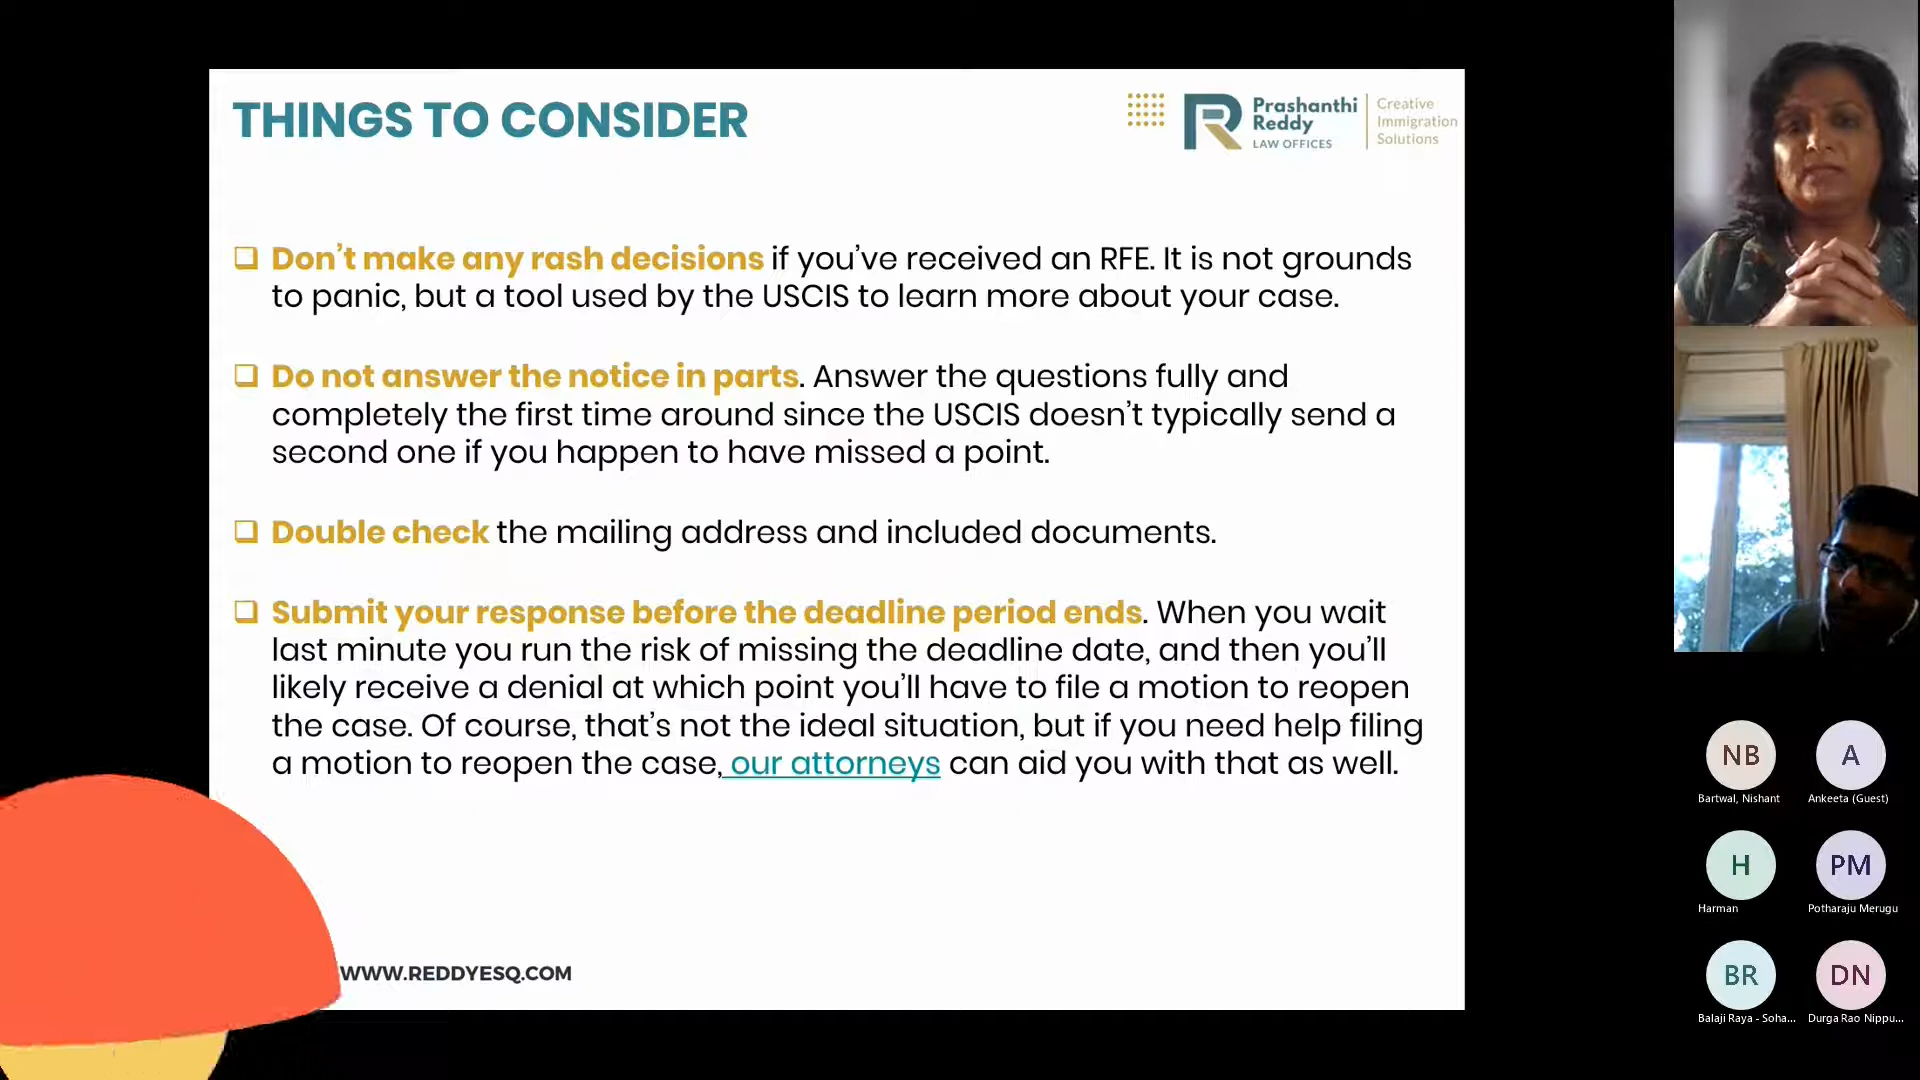 THINGS TO CONSIDER
Prashanthi
Reddy
LAW OFFICES
Creative
Immigration
Solutions
Don’t make any rash decisions if you’ve received an RFE. It is not grounds
to panic, but a tool used by the USCIS to learn more about your case.
Do not answer the notice in parts. Answer the questions fully and
completely the first time around since the USCIS doesn’t typically send a
second one if you happen to have missed a point.
Double check the mailing address and included documents.
Submit your response before the deadline period ends. When you wait
last minute you run the risk of missing the deadline date, and then you’ll
likely receive a denial at which point you’ll have to file a motion to reopen
the case. Of course, that’s not the ideal situation, but if you need help filing
a motion to reopen the case, our attorneys can aid you with that as well.
WWW.REDDYESQ.COM
NB
Bartwal, Nishant
A
Ankeeta (Guest)
H
Harman
PM
Potharaju Merugu
BR
Balaji Raya - Soha...
DN
Durga Rao Nippu...